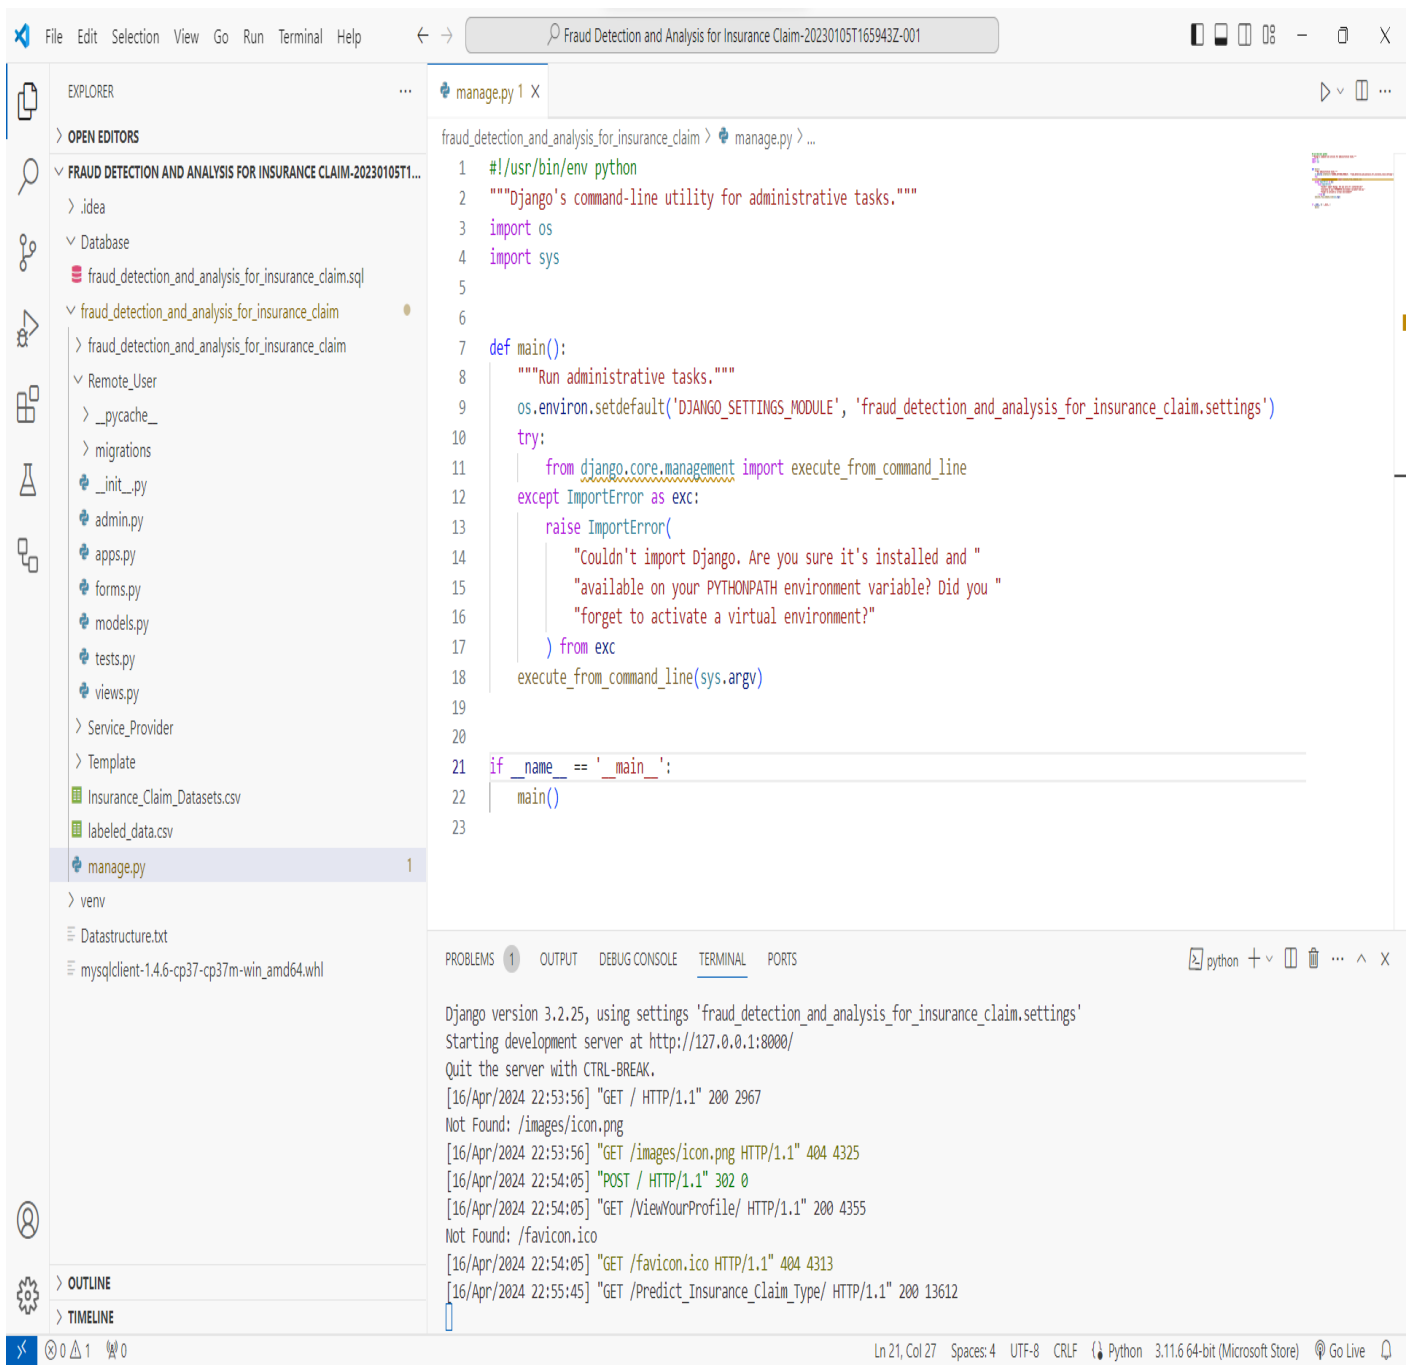 File Edit Selection View Go Run Terminal Help
Fraud Detection and Analysis for Insurance Claim-20230105T165943Z-001
EXPLORER
OPEN EDITORS
FRAUD DETECTION AND ANALYSIS FOR INSURANCE CLAIM-20230105T1...
.idea
Database
fraud_detection_and_analysis_for_insurance_claim.sql
fraud_detection_and_analysis_for_insurance_claim
fraud_detection_and_analysis_for_insurance_claim
Remote_User
__pycache__
migrations
__init__.py
admin.py
apps.py
forms.py
models.py
tests.py
views.py
Service_Provider
Template
Insurance_Claim_Datasets.csv
labeled_data.csv
manage.py 1
venv
Datastructure.txt
mysqlclient-1.4.6-cp37-cp37m-win_amd64.whl
OUTLINE
TIMELINE
manage.py 1
fraud_detection_and_analysis_for_insurance_claim > manage.py > ...
1 #!/usr/bin/env python
2 """Django's command-line utility for administrative tasks."""
3 import os
4 import sys
5
6
7 def main():
8 """Run administrative tasks."""
9 os.environ.setdefault('DJANGO_SETTINGS_MODULE', 'fraud_detection_and_analysis_for_insurance_claim.settings')
10 try:
11 from django.core.management import execute_from_command_line
12 except ImportError as exc:
13 raise ImportError(
14 "Couldn't import Django. Are you sure it's installed and "
15 "available on your PYTHONPATH environment variable? Did you "
16 "forget to activate a virtual environment?"
17 ) from exc
18 execute_from_command_line(sys.argv)
19
20
21 if __name__ == '__main__':
22 main()
23
PROBLEMS 1 OUTPUT DEBUG CONSOLE TERMINAL PORTS
python
Django version 3.2.25, using settings 'fraud_detection_and_analysis_for_insurance_claim.settings'
Starting development server at http://127.0.0.1:8000/
Quit the server with CTRL-BREAK.
[16/Apr/2024 22:53:56] "GET / HTTP/1.1" 200 2967
Not Found: /images/icon.png
[16/Apr/2024 22:53:56] "GET /images/icon.png HTTP/1.1" 404 4325
[16/Apr/2024 22:54:05] "POST / HTTP/1.1" 302 0
[16/Apr/2024 22:54:05] "GET /ViewYourProfile/ HTTP/1.1" 200 4355
Not Found: /favicon.ico
[16/Apr/2024 22:54:05] "GET /favicon.ico HTTP/1.1" 404 4313
[16/Apr/2024 22:55:45] "GET /Predict_Insurance_Claim_Type/ HTTP/1.1" 200 13612
0 1 0
Ln 21, Col 27 Spaces: 4 UTF-8 CRLF Python 3.11.6 64-bit (Microsoft Store) Go Live